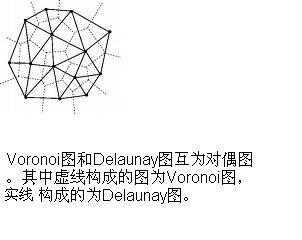 Voronoi图和Delaunay图互为对偶图
。其中虚线构成的图为Voronoi图，
实线 构成的为Delaunay图。